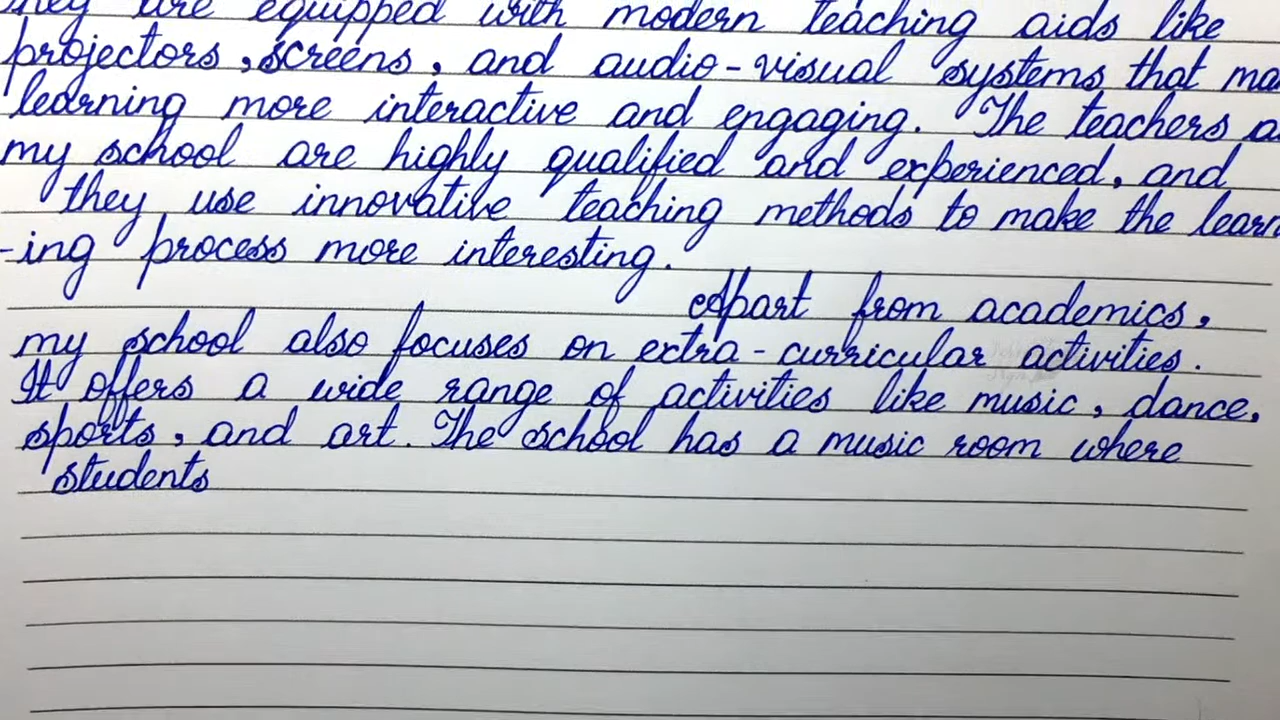 they are equipped with modern teaching aids like
projectors, screens, and audio-visual systems that
learning more interactive and engaging. The teachers
my school are highly qualified and experienced, and
they use innovative teaching methods to make the learn
-ing process more interesting.
Apart from academics,
my school also focuses on extra-curricular activities.
It offers a wide range of activities like music, dance,
sports, and art. The school has a music room where
students